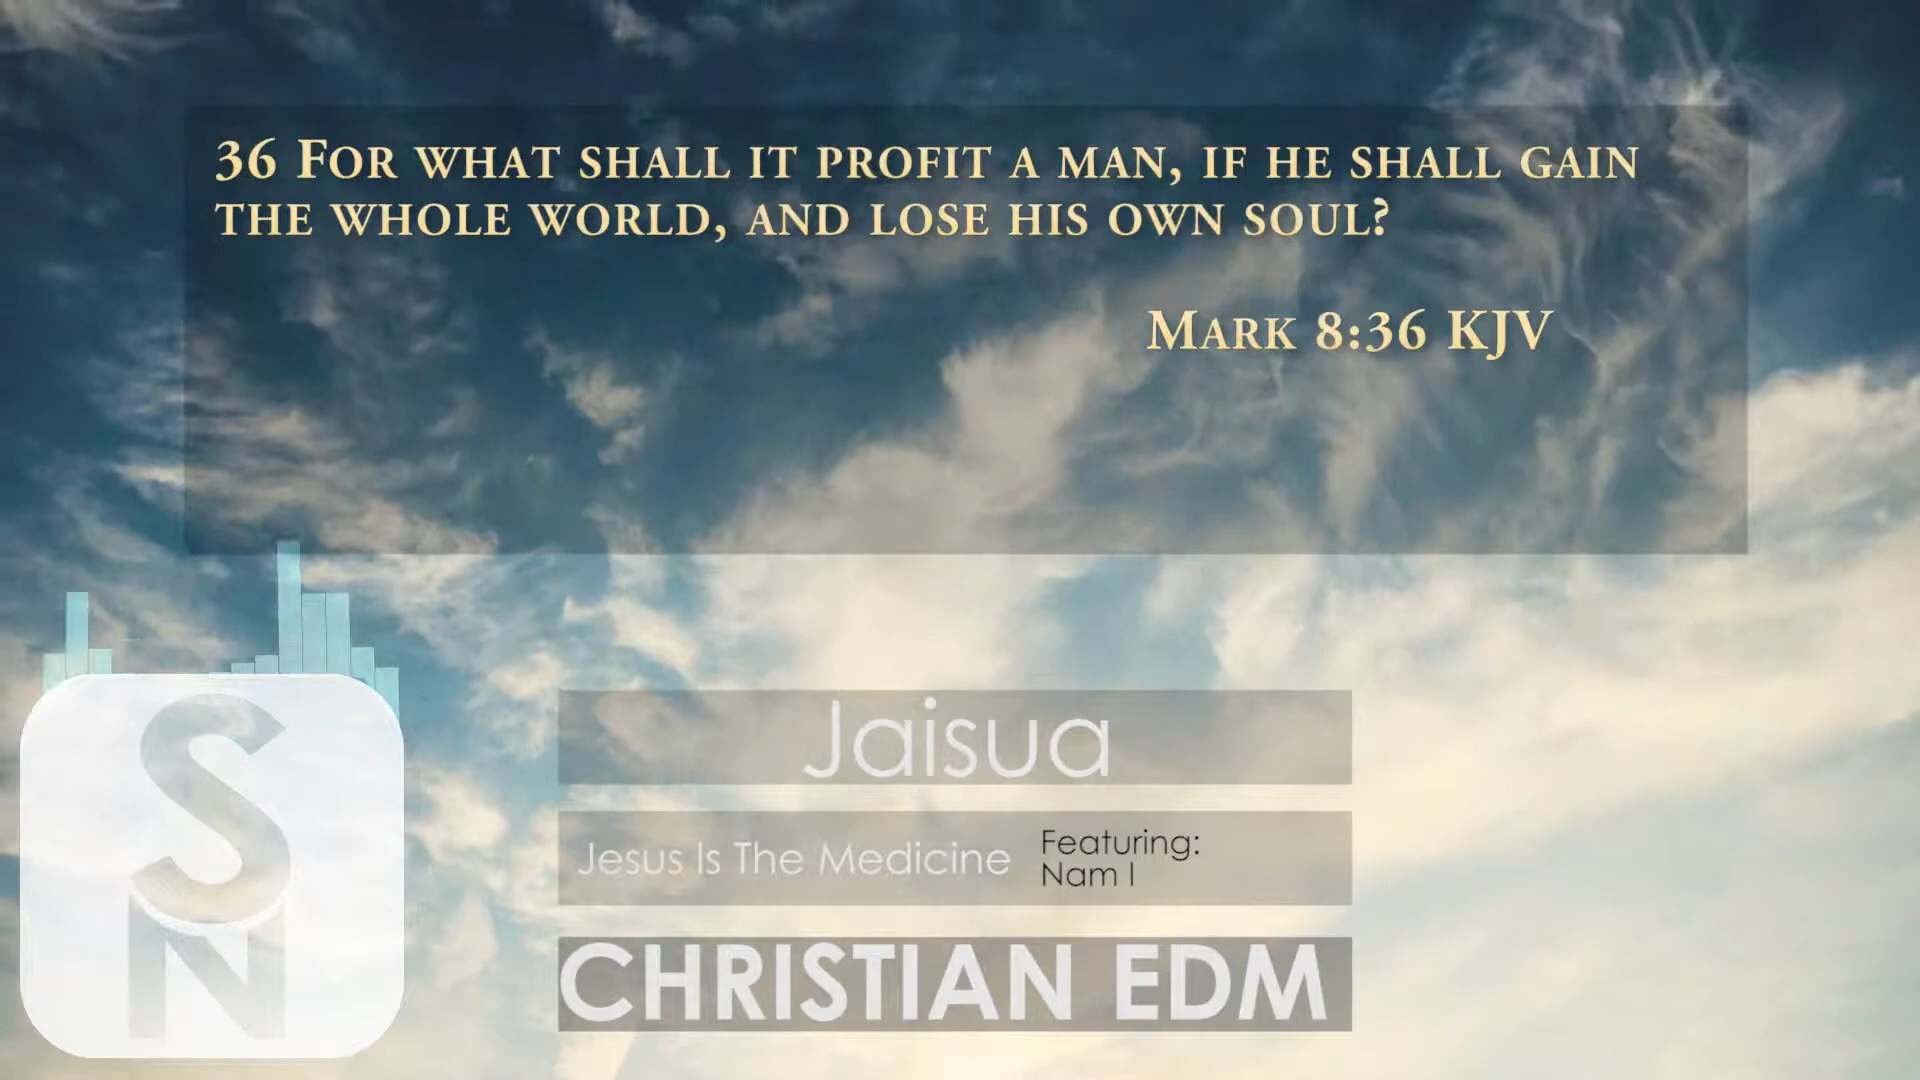 36 For what shall it profit a man, if he shall gain
the whole world, and lose his own soul?
Mark 8:36 KJV
Jaisua
Jesus Is The Medicine
Featuring:
Nam I
CHRISTIAN EDM
S
N